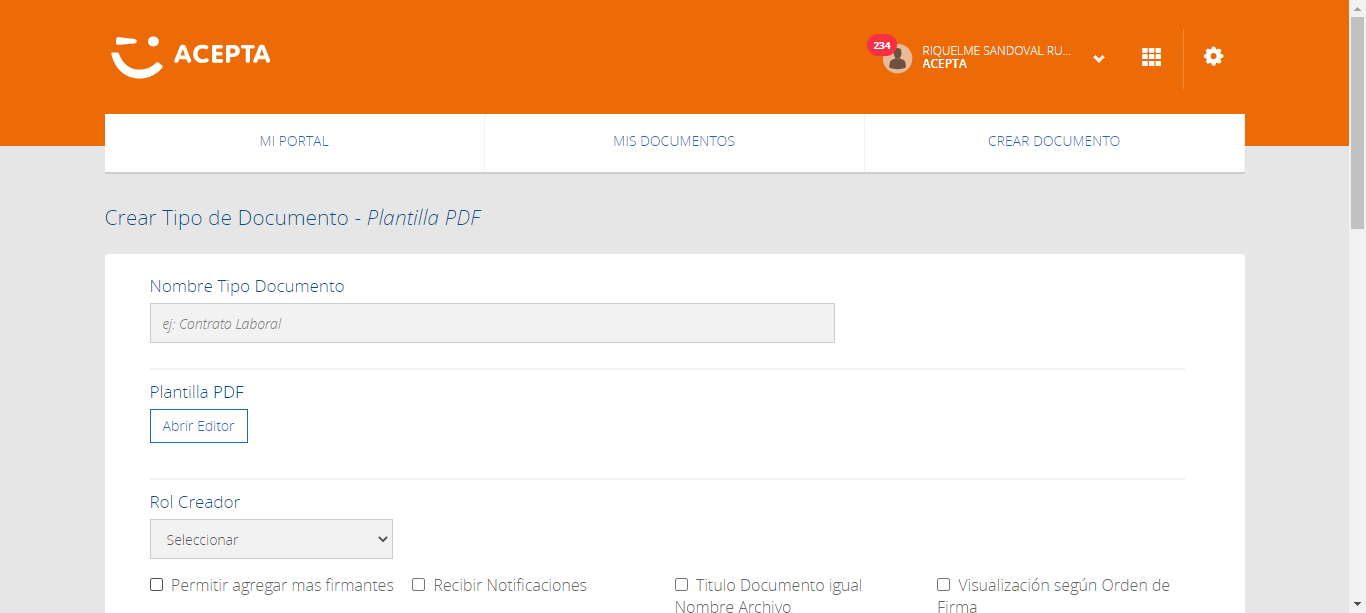 ACEPTA
234
RIQUELME SANDOVAL RU...
ACEPTA
MI PORTAL
MIS DOCUMENTOS
CREAR DOCUMENTO
Crear Tipo de Documento - Plantilla PDF
Nombre Tipo Documento
ej: Contrato Laboral
Plantilla PDF
Abrir Editor
Rol Creador
Seleccionar
Permitir agregar mas firmantes
Recibir Notificaciones
Titulo Documento igual
Nombre Archivo
Visualización según Orden de
Firma